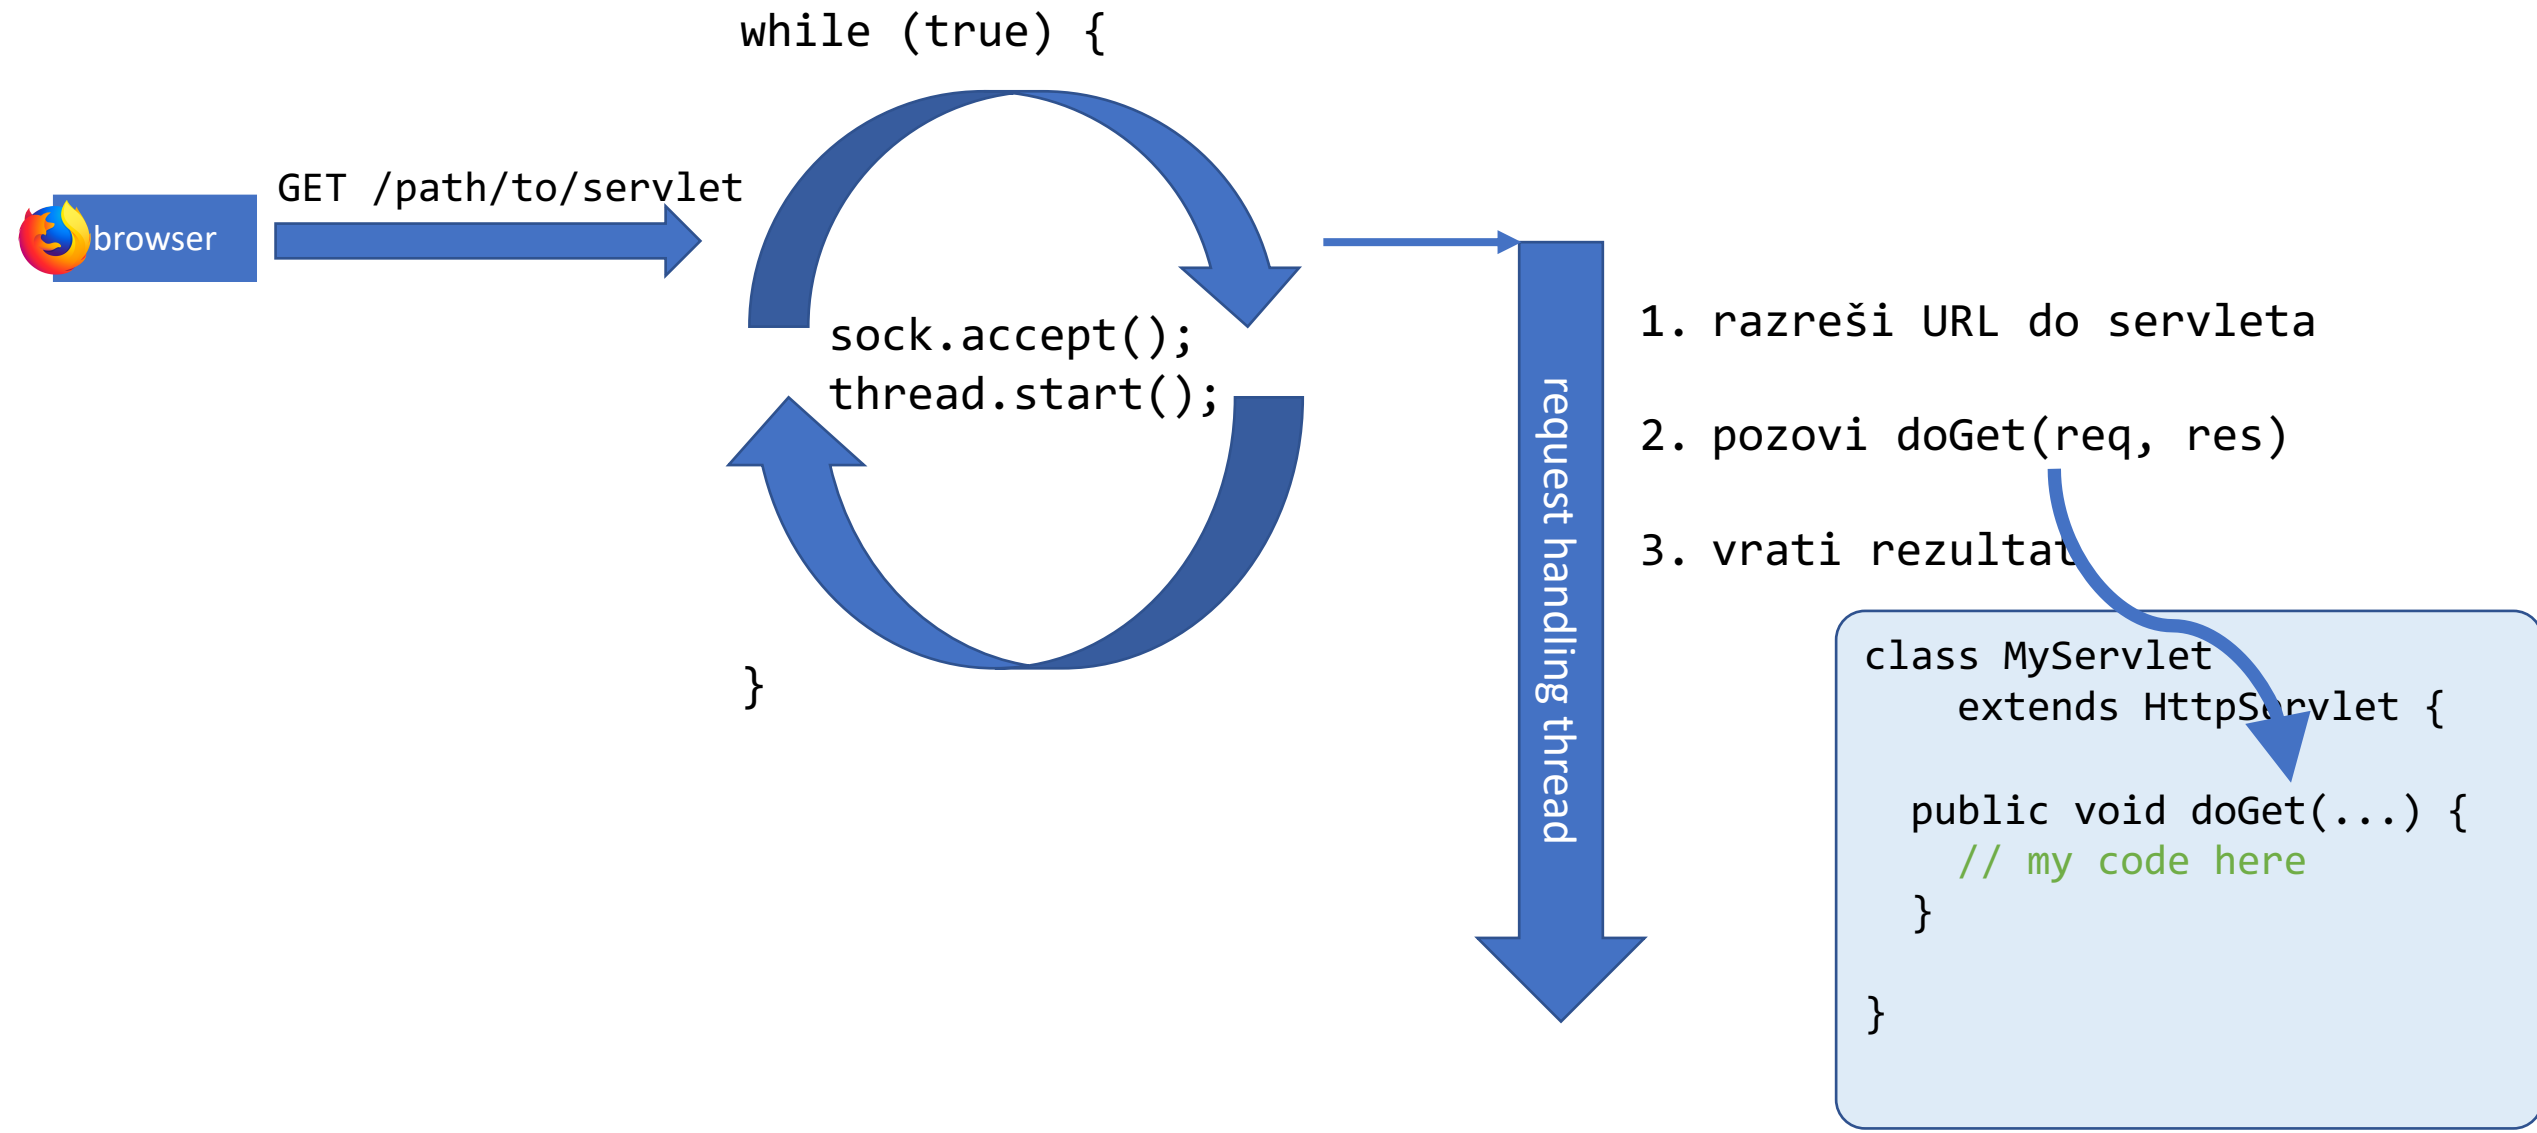 while (true) {
GET /path/to/servlet
browser
sock.accept();
thread.start();
}
request handling thread
1. razreši URL do servleta
2. pozovi doGet(req, res)
3. vrati rezultat
class MyServlet
extends HttpServlet {
public void doGet(...) {
// my code here
}
}